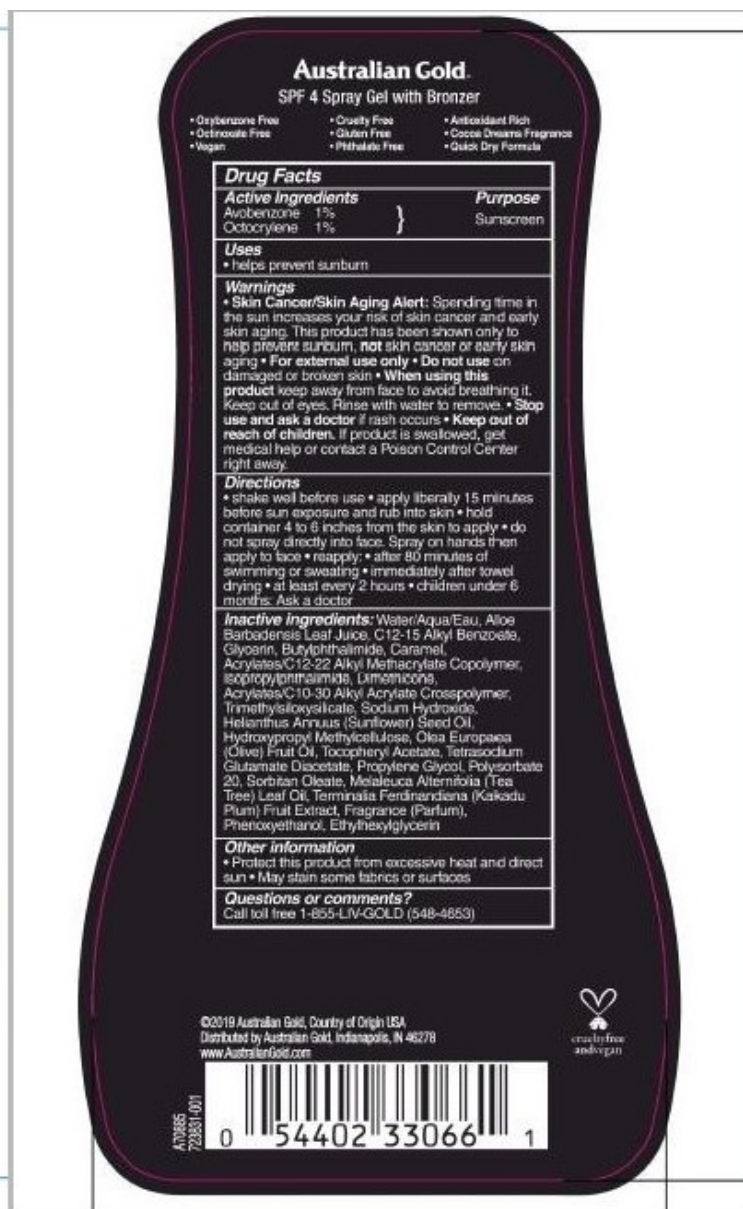 Australian Gold
SPF 4 Spray Gel with Bronzer
• Oxybenzone Free • Cruelty Free • Antioxidant Rich
• Octinoxate Free • Gluten Free • Cocoa Dreams Fragrance
• Vegan • Phthalate Free • Quick Dry Formula
Drug Facts
Active Ingredients Purpose
Avobenzone 1% } Sunscreen
Octocrylene 1%
Uses
• helps prevent sunburn
Warnings
• Skin Cancer/Skin Aging Alert: Spending time in
the sun increases your risk of skin cancer and early
skin aging. This product has been shown only to
help prevent sunburn, not skin cancer or early skin
aging • For external use only • Do not use on
damaged or broken skin • When using this
product keep away from face to avoid breathing it.
Keep out of eyes. Rinse with water to remove. • Stop
use and ask a doctor if rash occurs • Keep out of
reach of children. If product is swallowed, get
medical help or contact a Poison Control Center
right away.
Directions
• shake well before use • apply liberally 15 minutes
before sun exposure and rub into skin • hold
container 4 to 6 inches from the skin to apply • do
not spray directly into face. Spray on hands then
apply to face • reapply: • after 80 minutes of
swimming or sweating • immediately after towel
drying • at least every 2 hours • children under 6
months: Ask a doctor
Inactive ingredients: Water/Aqua/Eau, Aloe
Barbadensis Leaf Juice, C12-15 Alkyl Benzoate,
Glycerin, Butylphthalimide, Caramel,
Acrylates/C12-22 Alkyl Methacrylate Copolymer,
Isopropylphthalimide, Dimethicone,
Acrylates/C10-30 Alkyl Acrylate Crosspolymer,
Trimethylsiloxysilicate, Sodium Hydroxide,
Helianthus Annuus (Sunflower) Seed Oil,
Hydroxypropyl Methylcellulose, Olea Europaea
(Olive) Fruit Oil, Tocopheryl Acetate, Tetrasodium
Glutamate Diacetate, Propylene Glycol, Polysorbate
20, Sorbitan Oleate, Melaleuca Alternifolia (Tea
Tree) Leaf Oil, Terminalia Ferdinandiana (Kakadu
Plum) Fruit Extract, Fragrance (Parfum),
Phenoxyethanol, Ethylhexylglycerin
Other information
• Protect this product from excessive heat and direct
sun • May stain some fabrics or surfaces
Questions or comments?
Call toll free 1-855-LIV-GOLD (548-4653)
©2019 Australian Gold, Country of Origin USA
Distributed by Australian Gold, Indianapolis, IN 46278
www.AustralianGold.com
crueltyfree
andvegan
A70685
723831-001
0 54402 33066 1